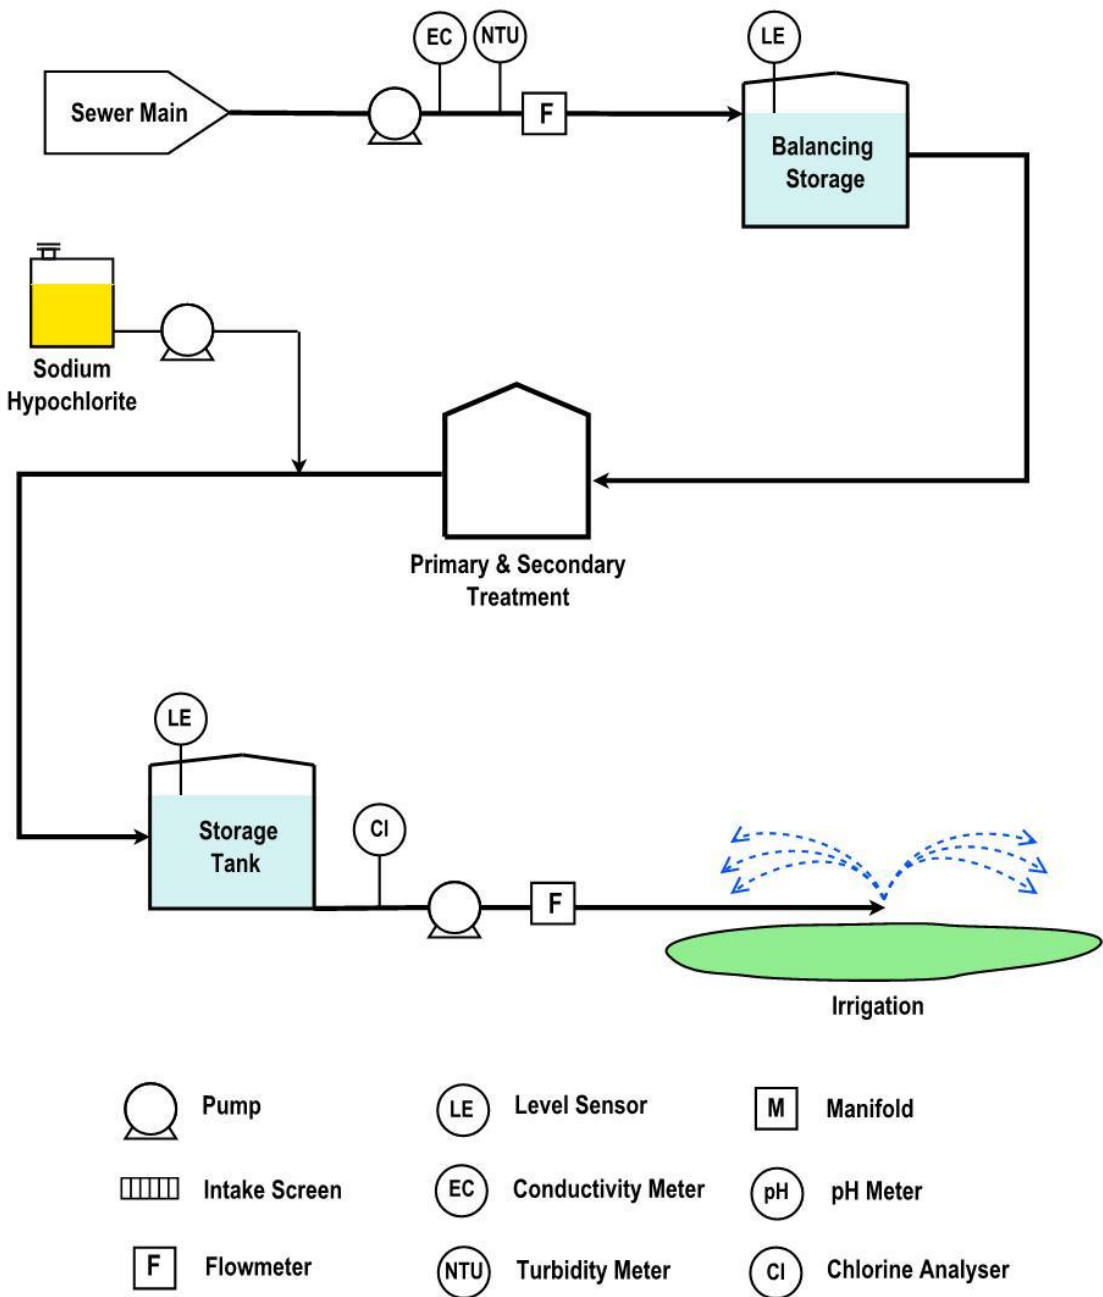 EC
NTU
LE
Sewer Main
F
Balancing
Storage
Sodium
Hypochlorite
Primary & Secondary
Treatment
LE
Storage
Tank
Cl
F
Irrigation
Pump
LE
Level Sensor
M
Manifold
Intake Screen
EC
Conductivity Meter
pH
pH Meter
F
Flowmeter
NTU
Turbidity Meter
Cl
Chlorine Analyser